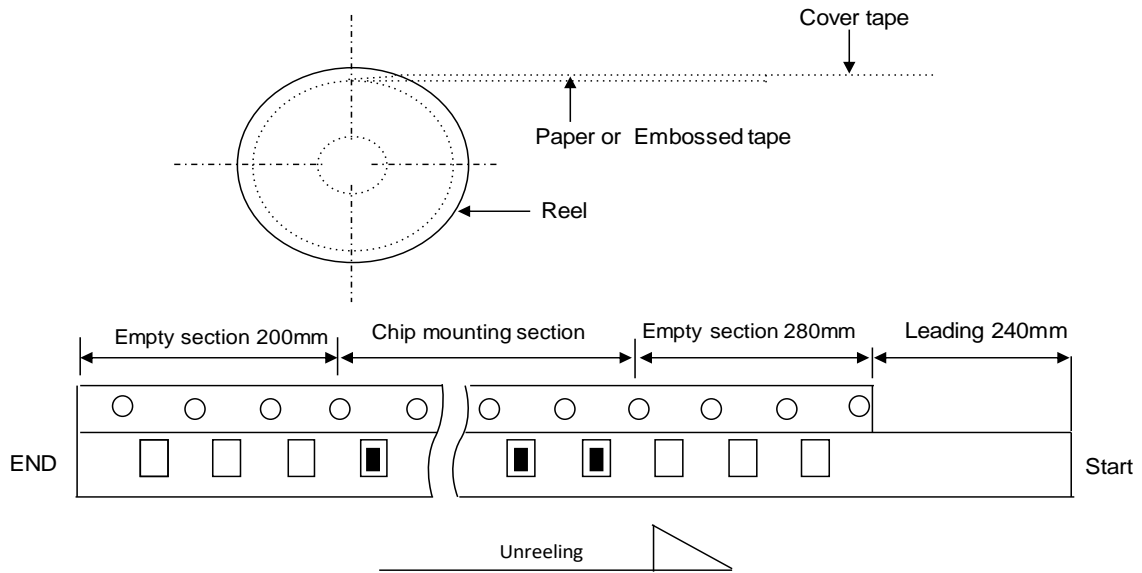 Cover tape
Paper or Embossed tape
Reel
Empty section 200mm
Chip mounting section
Empty section 280mm
Leading 240mm
END
Start
Unreeling